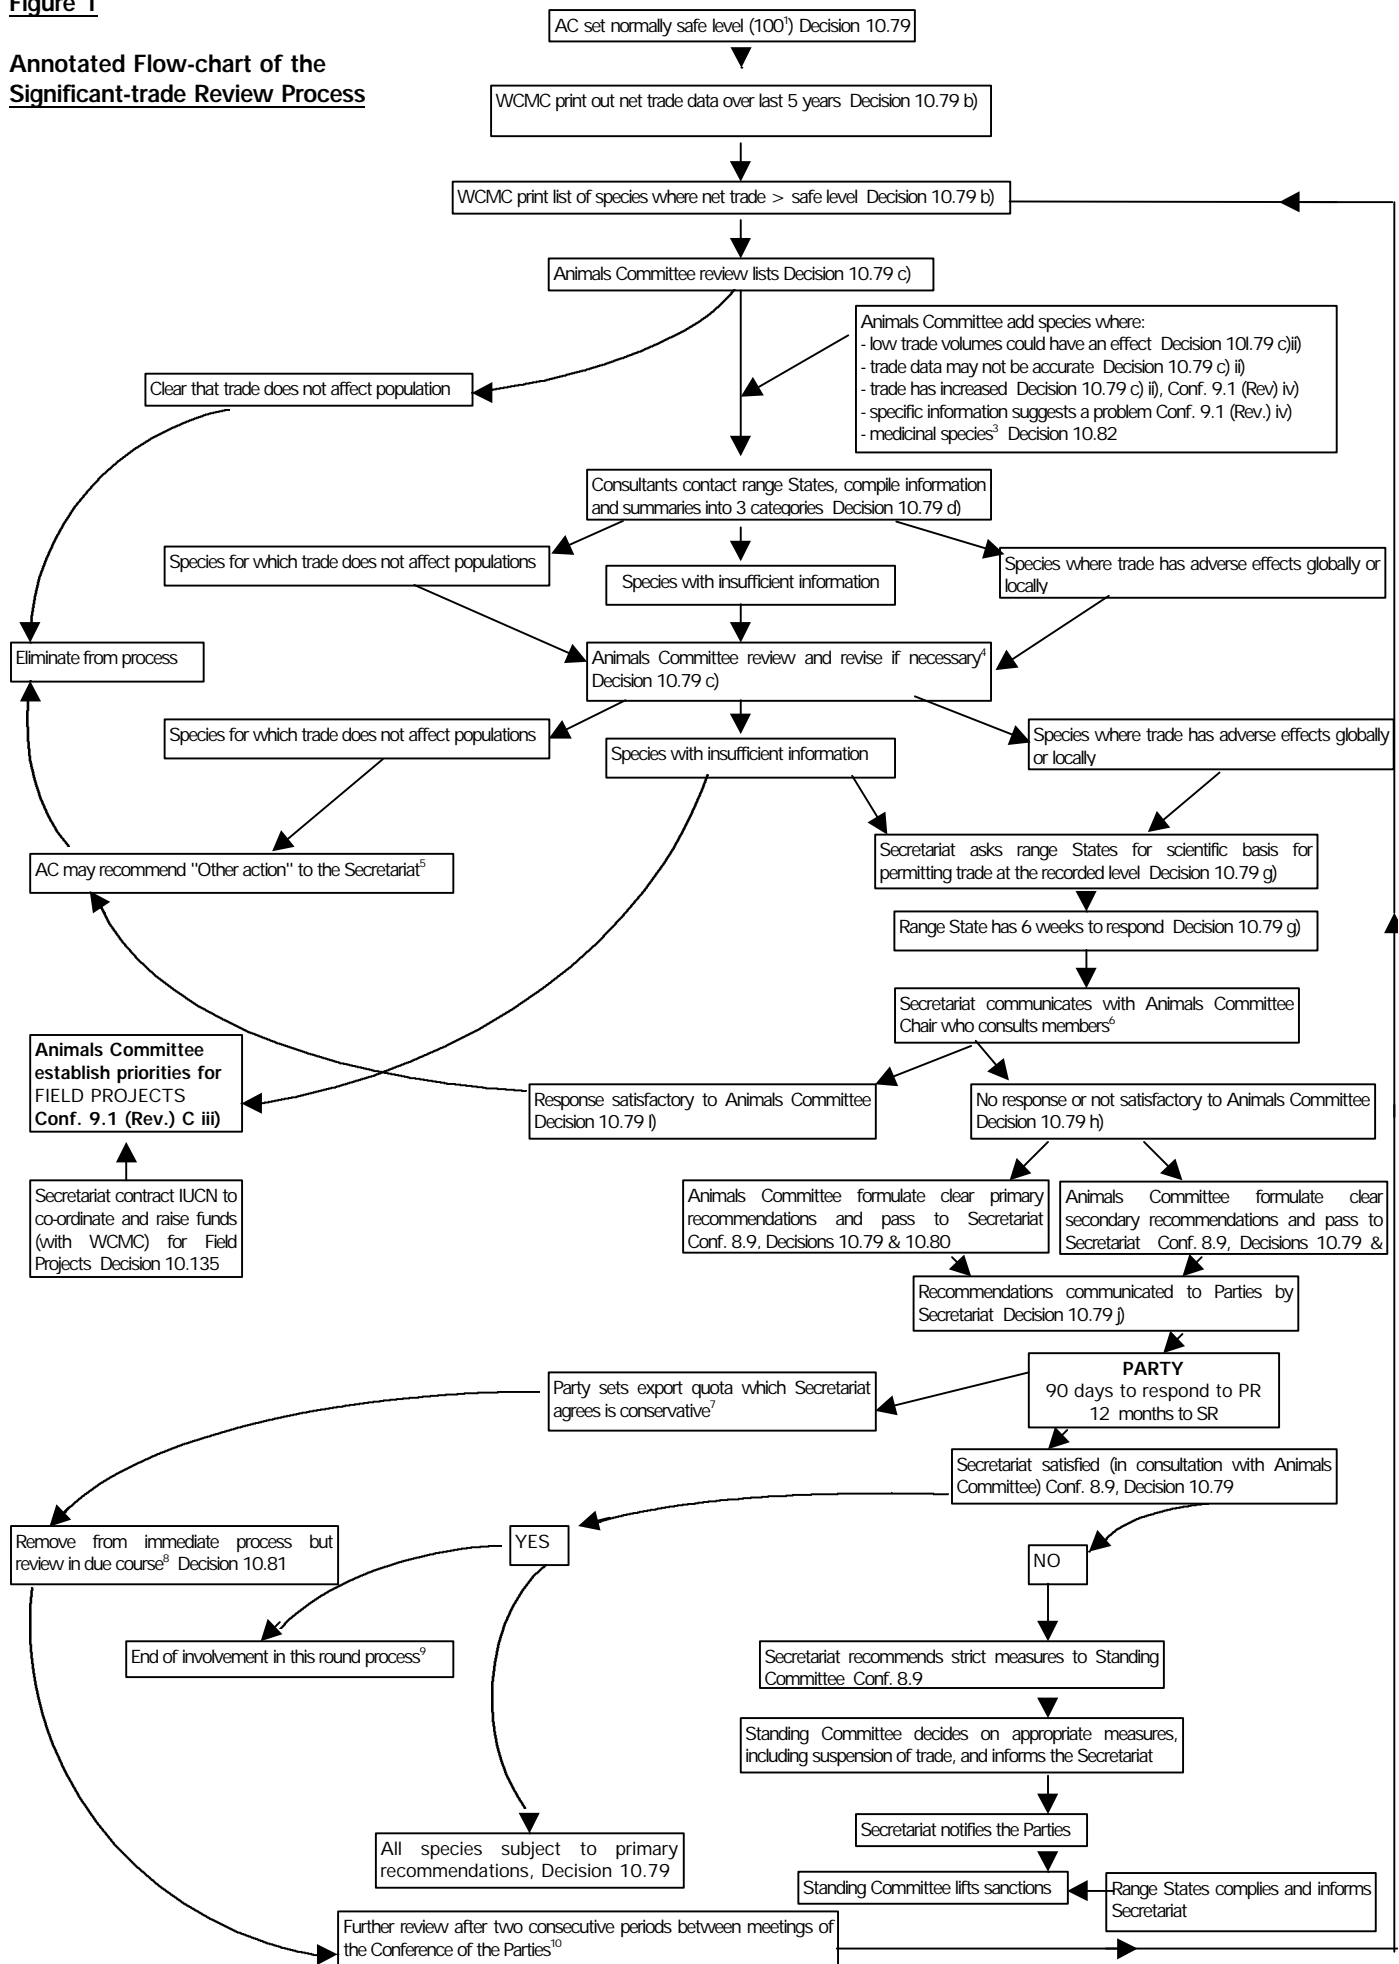 Figure 1
Annotated Flow-chart of the
Significant-trade Review Process
AC set normally safe level (100¹) Decision 10.79
WCMC print out net trade data over last 5 years Decision 10.79 b)
WCMC print list of species where net trade > safe level Decision 10.79 b)
Animals Committee review lists Decision 10.79 c)
Animals Committee add species where:
- low trade volumes could have an effect Decision 10l.79 c)ii)
- trade data may not be accurate Decision 10.79 c) ii)
- trade has increased Decision 10.79 c) ii), Conf. 9.1 (Rev) iv)
- specific information suggests a problem Conf. 9.1 (Rev.) iv)
- medicinal species³ Decision 10.82
Clear that trade does not affect population
Consultants contact range States, compile information
and summaries into 3 categories Decision 10.79 d)
Species for which trade does not affect populations
Species with insufficient information
Species where trade has adverse effects globally or
locally
Eliminate from process
Animals Committee review and revise if necessary⁴
Decision 10.79 c)
Species for which trade does not affect populations
Species with insufficient information
Species where trade has adverse effects globally
or locally
AC may recommend "Other action" to the Secretariat⁵
Secretariat asks range States for scientific basis for
permitting trade at the recorded level Decision 10.79 g)
Range State has 6 weeks to respond Decision 10.79 g)
Secretariat communicates with Animals Committee
Chair who consults members⁶
Animals Committee
establish priorities for
FIELD PROJECTS
Conf. 9.1 (Rev.) C iii)
Response satisfactory to Animals Committee
Decision 10.79 l)
No response or not satisfactory to Animals Committee
Decision 10.79 h)
Secretariat contract IUCN to
co-ordinate and raise funds
(with WCMC) for Field
Projects Decision 10.135
Animals Committee formulate clear primary
recommendations and pass to Secretariat
Conf. 8.9, Decisions 10.79 & 10.80
Animals Committee formulate clear
secondary recommendations and pass to
Secretariat Conf. 8.9, Decisions 10.79 &
Recommendations communicated to Parties by
Secretariat Decision 10.79 j)
PARTY
90 days to respond to PR
12 months to SR
Party sets export quota which Secretariat
agrees is conservative⁷
Secretariat satisfied (in consultation with Animals
Committee) Conf. 8.9, Decision 10.79
Remove from immediate process but
review in due course⁸ Decision 10.81
YES
NO
End of involvement in this round process⁹
Secretariat recommends strict measures to Standing
Committee Conf. 8.9
Standing Committee decides on appropriate measures,
including suspension of trade, and informs the Secretariat
Secretariat notifies the Parties
All species subject to primary
recommendations, Decision 10.79
Standing Committee lifts sanctions
Range States complies and informs
Secretariat
Further review after two consecutive periods between meetings of
the Conference of the Parties¹⁰